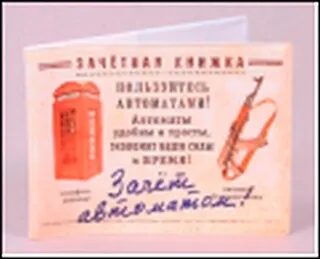 ЗАЧЁТНАЯ КНИЖКА
ПОЛЬЗУЙТЕСЬ
АВТОМАТАМИ!
Автоматы
удобны и просты,
ЭКОНОМЯТ ВАШИ СИЛЫ
и ВРЕМЯ!
Зачёт
автоматом!